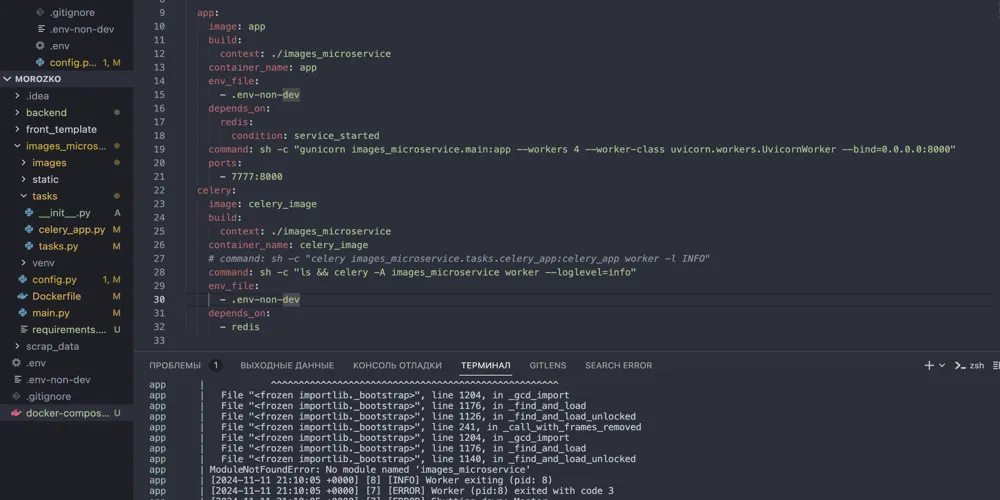 .gitignore
.env-non-dev
.env
config.p... 1, M
MOROZKO
.idea
backend
front_template
images_micros...
images
static
tasks
__init__.py A
celery_app.py M
tasks.py M
venv
config.py 1, M
Dockerfile M
main.py M
requirements.... U
scrap_data
.env
.env-non-dev
.gitignore
docker-compos... U
9 app:
10 image: app
11 build:
12 context: ./images_microservice
13 container_name: app
14 env_file:
15 - .env-non-dev
16 depends_on:
17 redis:
18 condition: service_started
19 command: sh -c "gunicorn images_microservice.main:app --workers 4 --worker-class uvicorn.workers.UvicornWorker --bind=0.0.0.0:8000"
20 ports:
21 - 7777:8000
22 celery:
23 image: celery_image
24 build:
25 context: ./images_microservice
26 container_name: celery_image
27 # command: sh -c "celery images_microservice.tasks.celery_app:celery_app worker -l INFO"
28 command: sh -c "ls && celery -A images_microservice worker --loglevel=info"
29 env_file:
30 - .env-non-dev
31 depends_on:
32 - redis
33
ПРОБЛЕМЫ 1 ВЫХОДНЫЕ ДАННЫЕ КОНСОЛЬ ОТЛАДКИ ТЕРМИНАЛ GITLENS SEARCH ERROR zsh
app | ^^^^^^^^^^^^^^^^^^^^^^^^^^^^^^^^^^^^^^^^^^^^^^^^^^^^
app | File "<frozen importlib._bootstrap>", line 1204, in _gcd_import
app | File "<frozen importlib._bootstrap>", line 1176, in _find_and_load
app | File "<frozen importlib._bootstrap>", line 1126, in _find_and_load_unlocked
app | File "<frozen importlib._bootstrap>", line 241, in _call_with_frames_removed
app | File "<frozen importlib._bootstrap>", line 1204, in _gcd_import
app | File "<frozen importlib._bootstrap>", line 1176, in _find_and_load
app | File "<frozen importlib._bootstrap>", line 1140, in _find_and_load_unlocked
app | ModuleNotFoundError: No module named 'images_microservice'
app | [2024-11-11 21:10:05 +0000] [8] [INFO] Worker exiting (pid: 8)
app | [2024-11-11 21:10:05 +0000] [7] [ERROR] Worker (pid:8) exited with code 3